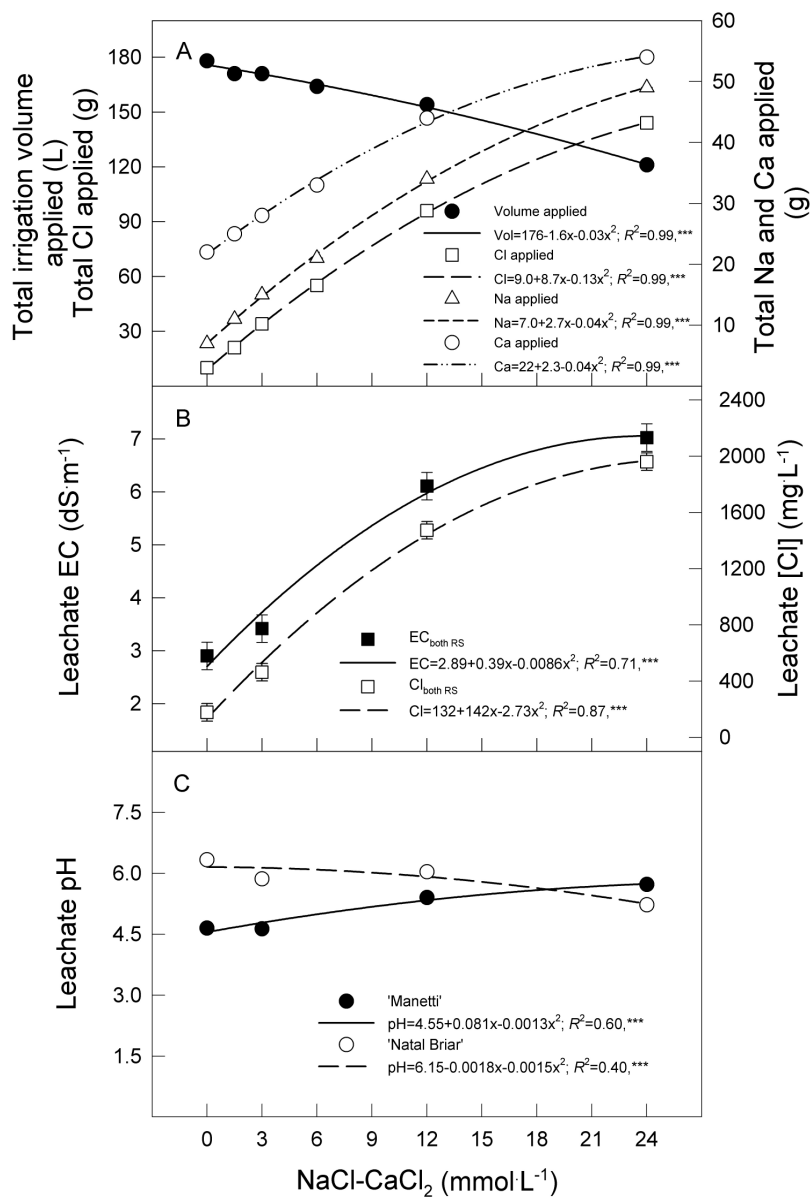 A
Total irrigation volume
applied (L)
Total Cl applied (g)
180
150
120
90
60
30
60
50
40
30
20
10
Total Na and Ca applied
(g)
Volume applied
Vol=176-1.6x-0.03x²; R²=0.99,***
Cl applied
Cl=9.0+8.7x-0.13x²; R²=0.99,***
Na applied
Na=7.0+2.7x-0.04x²; R²=0.99,***
Ca applied
Ca=22+2.3-0.04x²; R²=0.99,***
B
Leachate EC (dS·m⁻¹)
7
6
5
4
3
2
2400
2000
1600
1200
800
400
0
Leachate [Cl] (mg·L⁻¹)
EC both RS
EC=2.89+0.39x-0.0086x²; R²=0.71,***
Cl both RS
Cl=132+142x-2.73x²; R²=0.87,***
C
Leachate pH
7.5
6.0
4.5
3.0
1.5
'Manetti'
pH=4.55+0.081x-0.0013x²; R²=0.60,***
'Natal Briar'
pH=6.15-0.0018x-0.0015x²; R²=0.40,***
0 3 6 9 12 15 18 21 24
NaCl-CaCl₂ (mmol·L⁻¹)